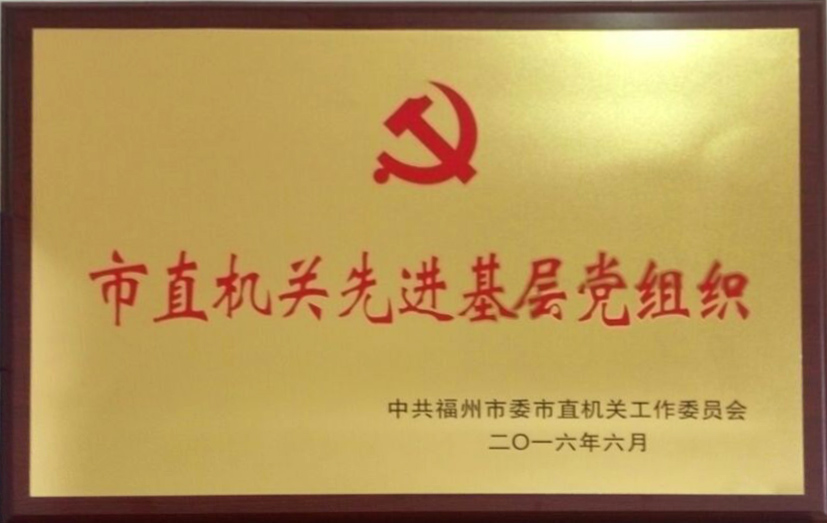 市直机关先进基层党组织
中共福州市委市直机关工作委员会
二〇一六年六月